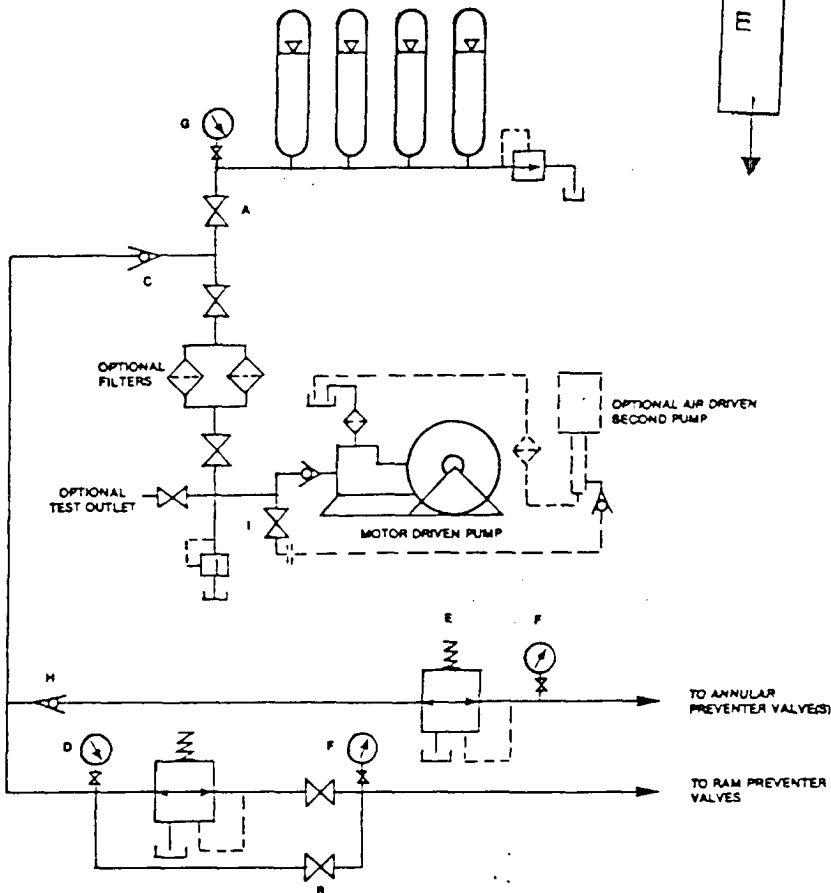 E
G
A
C
OPTIONAL
FILTERS
OPTIONAL AIR DRIVEN
SECOND PUMP
OPTIONAL
TEST OUTLET
I
MOTOR DRIVEN PUMP
E
F
H
TO ANNULAR
PREVENTER VALVE(S)
D
F
TO RAM PREVENTER
VALVES
B